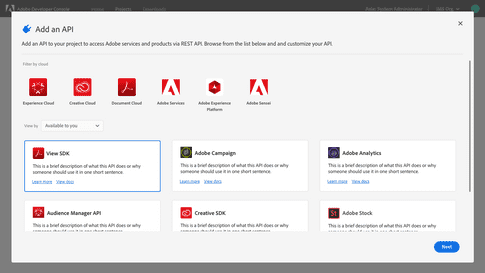 Adobe Developer Console
Projects
Add an API
Add an API to your project to access Adobe services and products via REST API. Browse from the list below and and customize your API.
Filter by cloud
Experience Cloud
Creative Cloud
Document Cloud
Adobe Services
Adobe Experience Platform
Adobe Sensei
View by
Available to you
View SDK
This is a brief description of what this API does or why
someone should use it in one short sentence.
Learn more View docs
Adobe Campaign
This is a brief description of what this API does or why
someone should use it in one short sentence.
Learn more View docs
Adobe Analytics
This is a brief description of what this API does or why
someone should use it in one short sentence.
Learn more View docs
Audience Manager API
This is a brief description of what this API does or why
someone should use it in one short sentence.
Creative SDK
This is a brief description of what this API does or why
someone should use it in one short sentence.
Adobe Stock
This is a brief description of what this API does or why
someone should use it in one short sentence.
Next